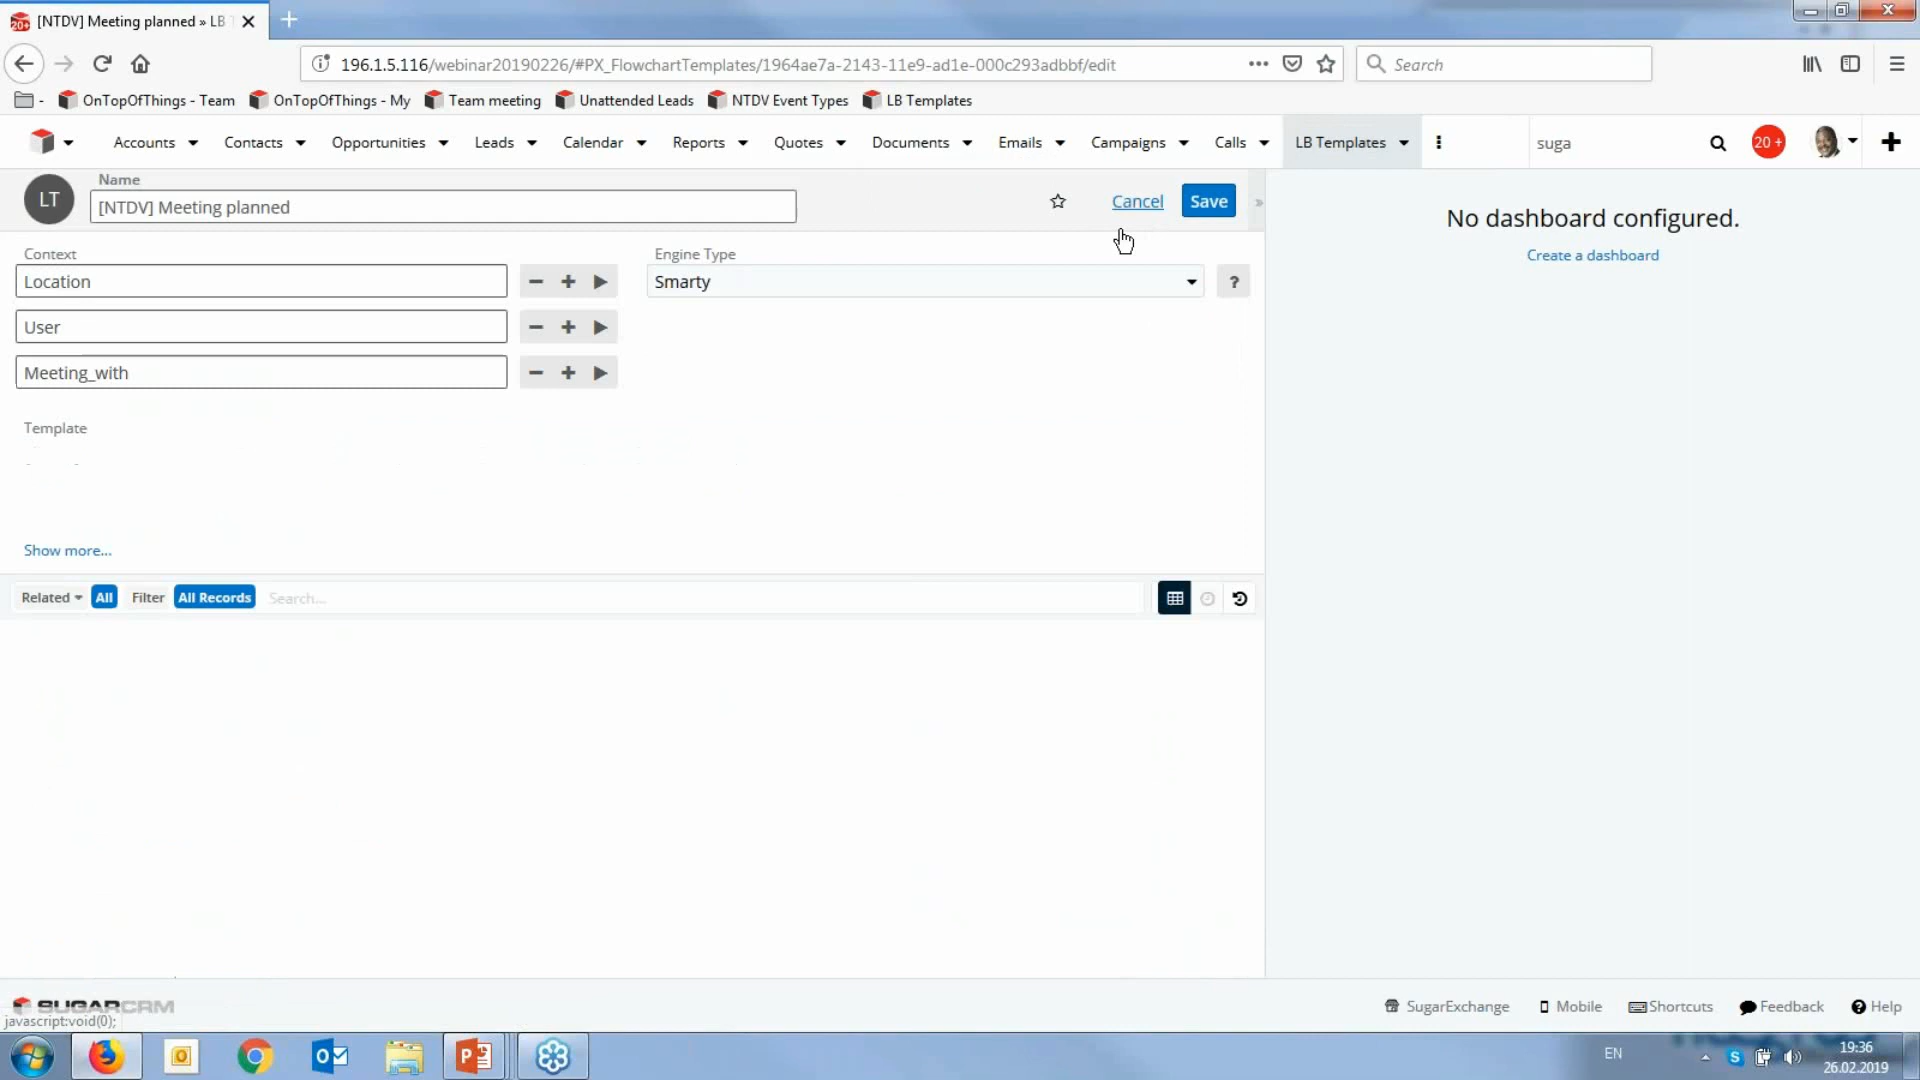 [NTDV] Meeting planned » LB
196.1.5.116/webinar20190226/#PX_FlowchartTemplates/1964ae7a-2143-11e9-ad1e-000c293adbbf/edit
Search
- OnTopOfThings - Team OnTopOfThings - My Team meeting Unattended Leads NTDV Event Types LB Templates
Accounts Contacts Opportunities Leads Calendar Reports Quotes Documents Emails Campaigns Calls LB Templates suga 20 +
LT
Name
[NTDV] Meeting planned
Cancel Save
No dashboard configured.
Create a dashboard
Context
Location
User
Meeting_with
Engine Type
Smarty
?
Template
Show more...
Related All Filter All Records Search...
SUGARCRM
SugarExchange Mobile Shortcuts Feedback Help
javascript:void(0);
EN
19:36
26.02.2019